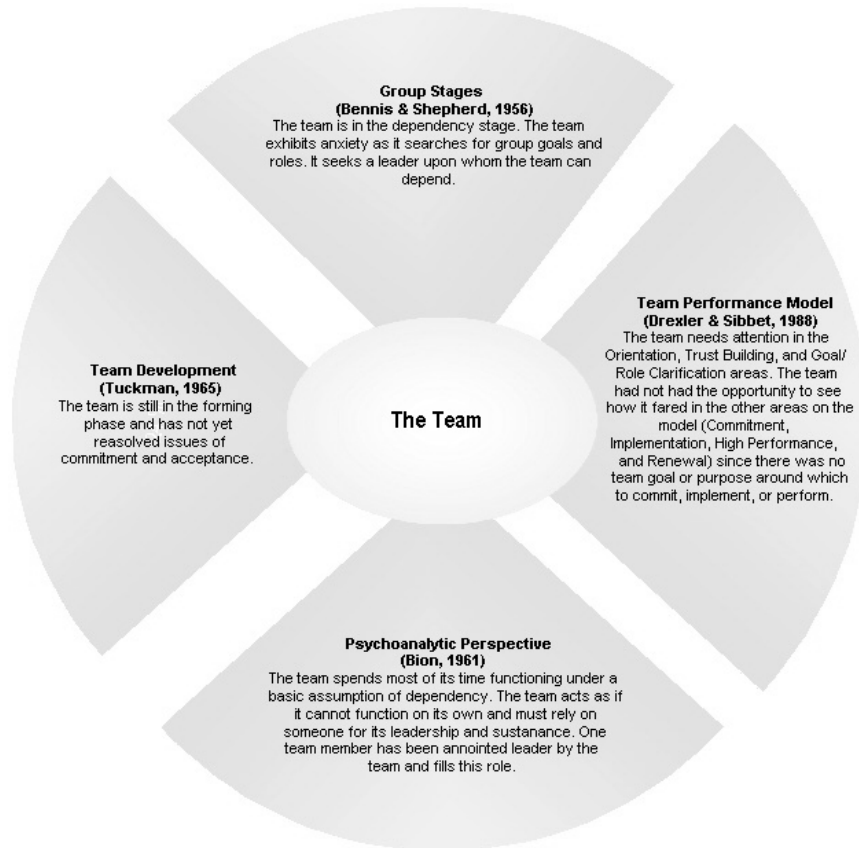 Group Stages
(Bennis & Shepherd, 1956)
The team is in the dependency stage. The team
exhibits anxiety as it searches for group goals and
roles. It seeks a leader upon whom the team can
depend.
Team Performance Model
(Drexler & Sibbet, 1988)
The team needs attention in the
Orientation, Trust Building, and Goal/
Role Clarification areas. The team
had not had the opportunity to see
how it fared in the other areas on the
model (Commitment,
Implementation, High Performance,
and Renewal) since there was no
team goal or purpose around which
to commit, implement, or perform.
Team Development
(Tuckman, 1965)
The team is still in the forming
phase and has not yet
reasolved issues of
commitment and acceptance.
The Team
Psychoanalytic Perspective
(Bion, 1961)
The team spends most of its time functioning under a
basic assumption of dependency. The team acts as if
it cannot function on its own and must rely on
someone for its leadership and sustanance. One
team member has been annointed leader by the
team and fills this role.